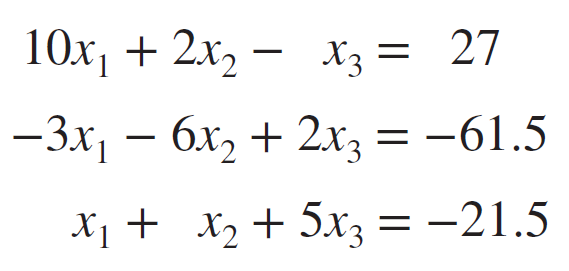 10x₁ + 2x₂ − x₃ = 27
−3x₁ − 6x₂ + 2x₃ = −61.5
x₁ + x₂ + 5x₃ = −21.5